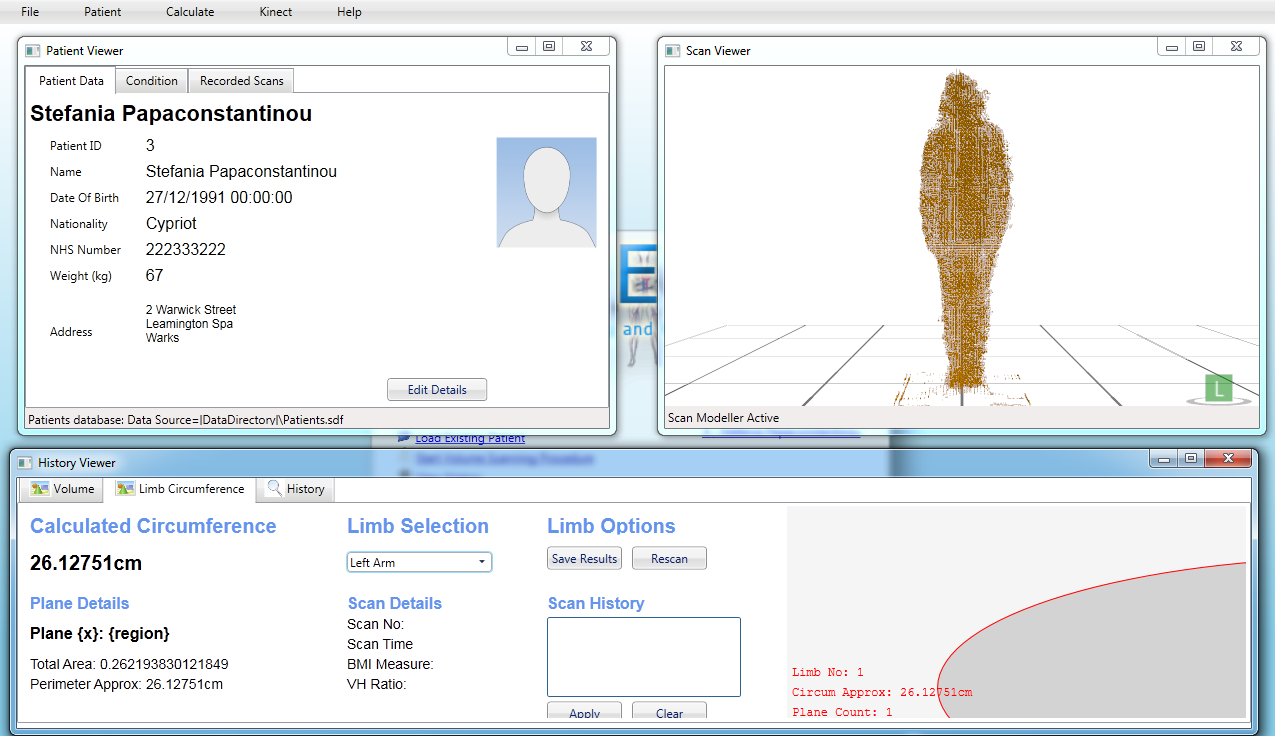 File Patient Calculate Kinect Help
Patient Viewer
Patient Data Condition Recorded Scans
Stefania Papaconstantinou
Patient ID 3
Name Stefania Papaconstantinou
Date Of Birth 27/12/1991 00:00:00
Nationality Cypriot
NHS Number 222333222
Weight (kg) 67
Address
2 Warwick Street
Leamington Spa
Warks
Edit Details
Patients database: Data Source=|DataDirectory|\Patients.sdf
E
and
Scan Viewer
L
Scan Modeller Active
Load Existing Patient
Start Volume Scanning Procedure
History Viewer
Volume Limb Circumference History
Calculated Circumference
26.12751cm
Plane Details
Plane {x}: {region}
Total Area: 0.262193830121849
Perimeter Approx: 26.12751cm
Limb Selection
Left Arm
Scan Details
Scan No:
Scan Time
BMI Measure:
VH Ratio:
Limb Options
Save Results Rescan
Scan History
Apply Clear
Limb No: 1
Circum Approx: 26.12751cm
Plane Count: 1